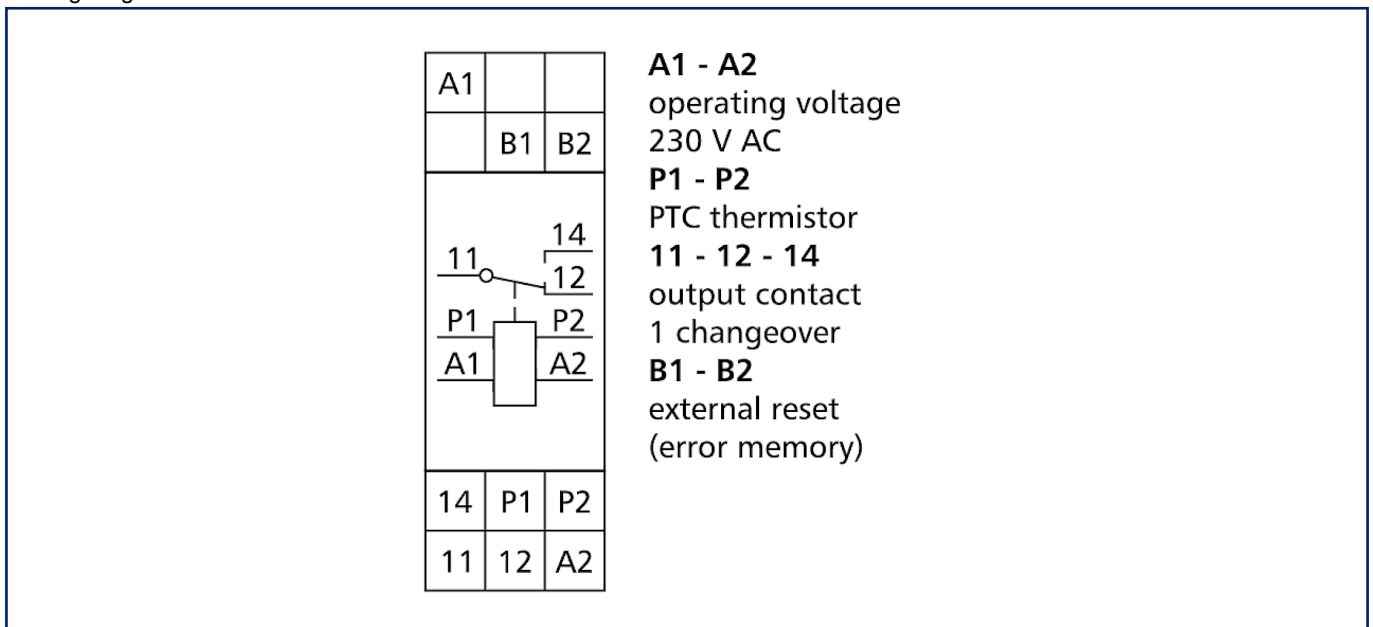 A1
B1 B2
14
11
12
P1 P2
A1 A2
14 P1 P2
11 12 A2
A1 - A2
operating voltage
230 V AC
P1 - P2
PTC thermistor
11 - 12 - 14
output contact
1 changeover
B1 - B2
external reset
(error memory)